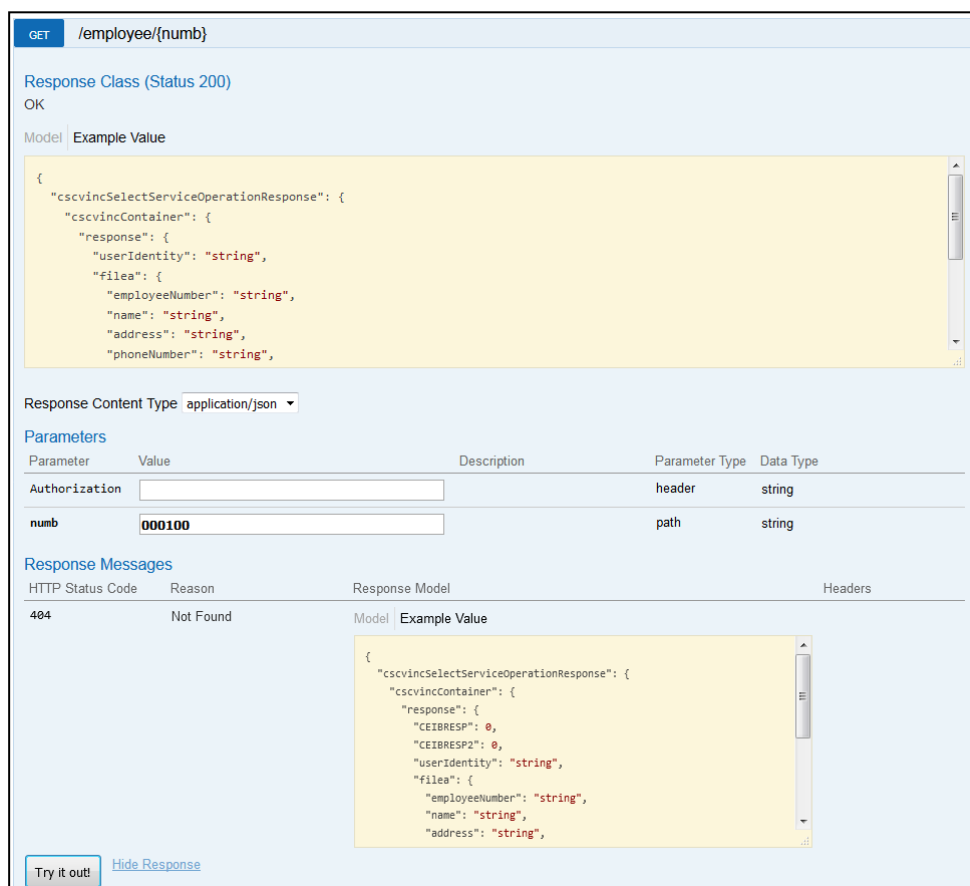 GET /employee/{numb}
Response Class (Status 200)
OK
Model Example Value
{
"cscvincSelectServiceOperationResponse": {
"cscvincContainer": {
"response": {
"userIdentity": "string",
"filea": {
"employeeNumber": "string",
"name": "string",
"address": "string",
"phoneNumber": "string",
Response Content Type application/json
Parameters
Parameter Value Description Parameter Type Data Type
Authorization header string
numb 000100 path string
Response Messages
HTTP Status Code Reason Response Model Headers
404 Not Found Model Example Value
{
"cscvincSelectServiceOperationResponse": {
"cscvincContainer": {
"response": {
"CEIBRESP": 0,
"CEIBRESP2": 0,
"userIdentity": "string",
"filea": {
"employeeNumber": "string",
"name": "string",
"address": "string",
Try it out! Hide Response